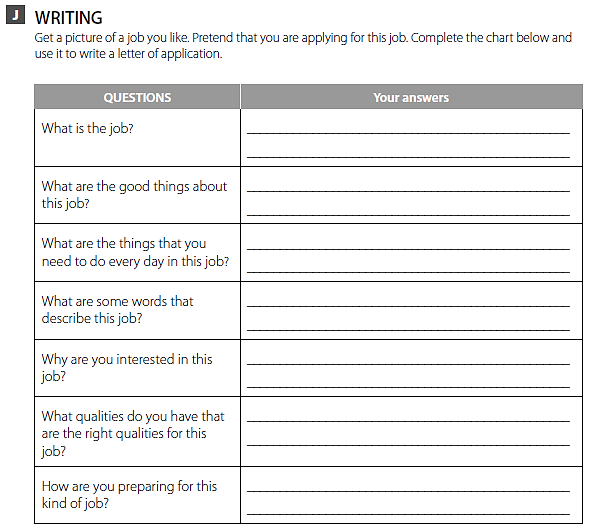 J WRITING
Get a picture of a job you like. Pretend that you are applying for this job. Complete the chart below and
use it to write a letter of application.
QUESTIONS Your answers
What is the job?
What are the good things about
this job?
What are the things that you
need to do every day in this job?
What are some words that
describe this job?
Why are you interested in this
job?
What qualities do you have that
are the right qualities for this
job?
How are you preparing for this
kind of job?